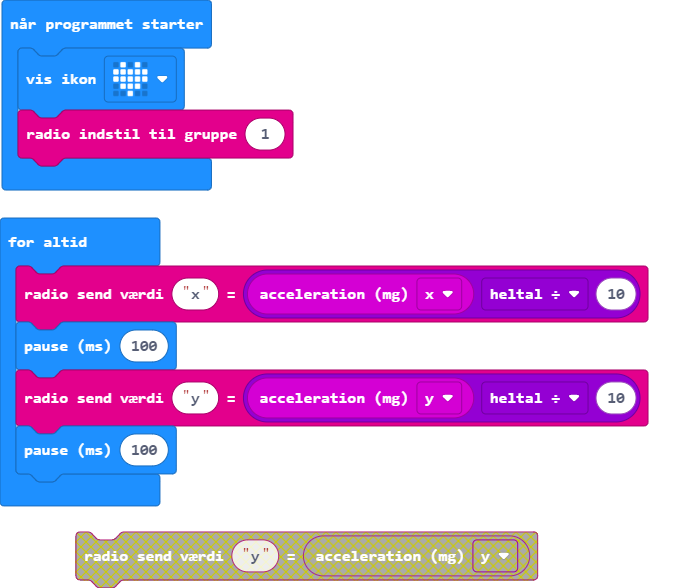 når programmet starter
vis ikon
radio indstil til gruppe 1
for altid
radio send værdi "x" = acceleration (mg) x heltal ÷ 10
pause (ms) 100
radio send værdi "y" = acceleration (mg) y heltal ÷ 10
pause (ms) 100
radio send værdi "y" = acceleration (mg) y